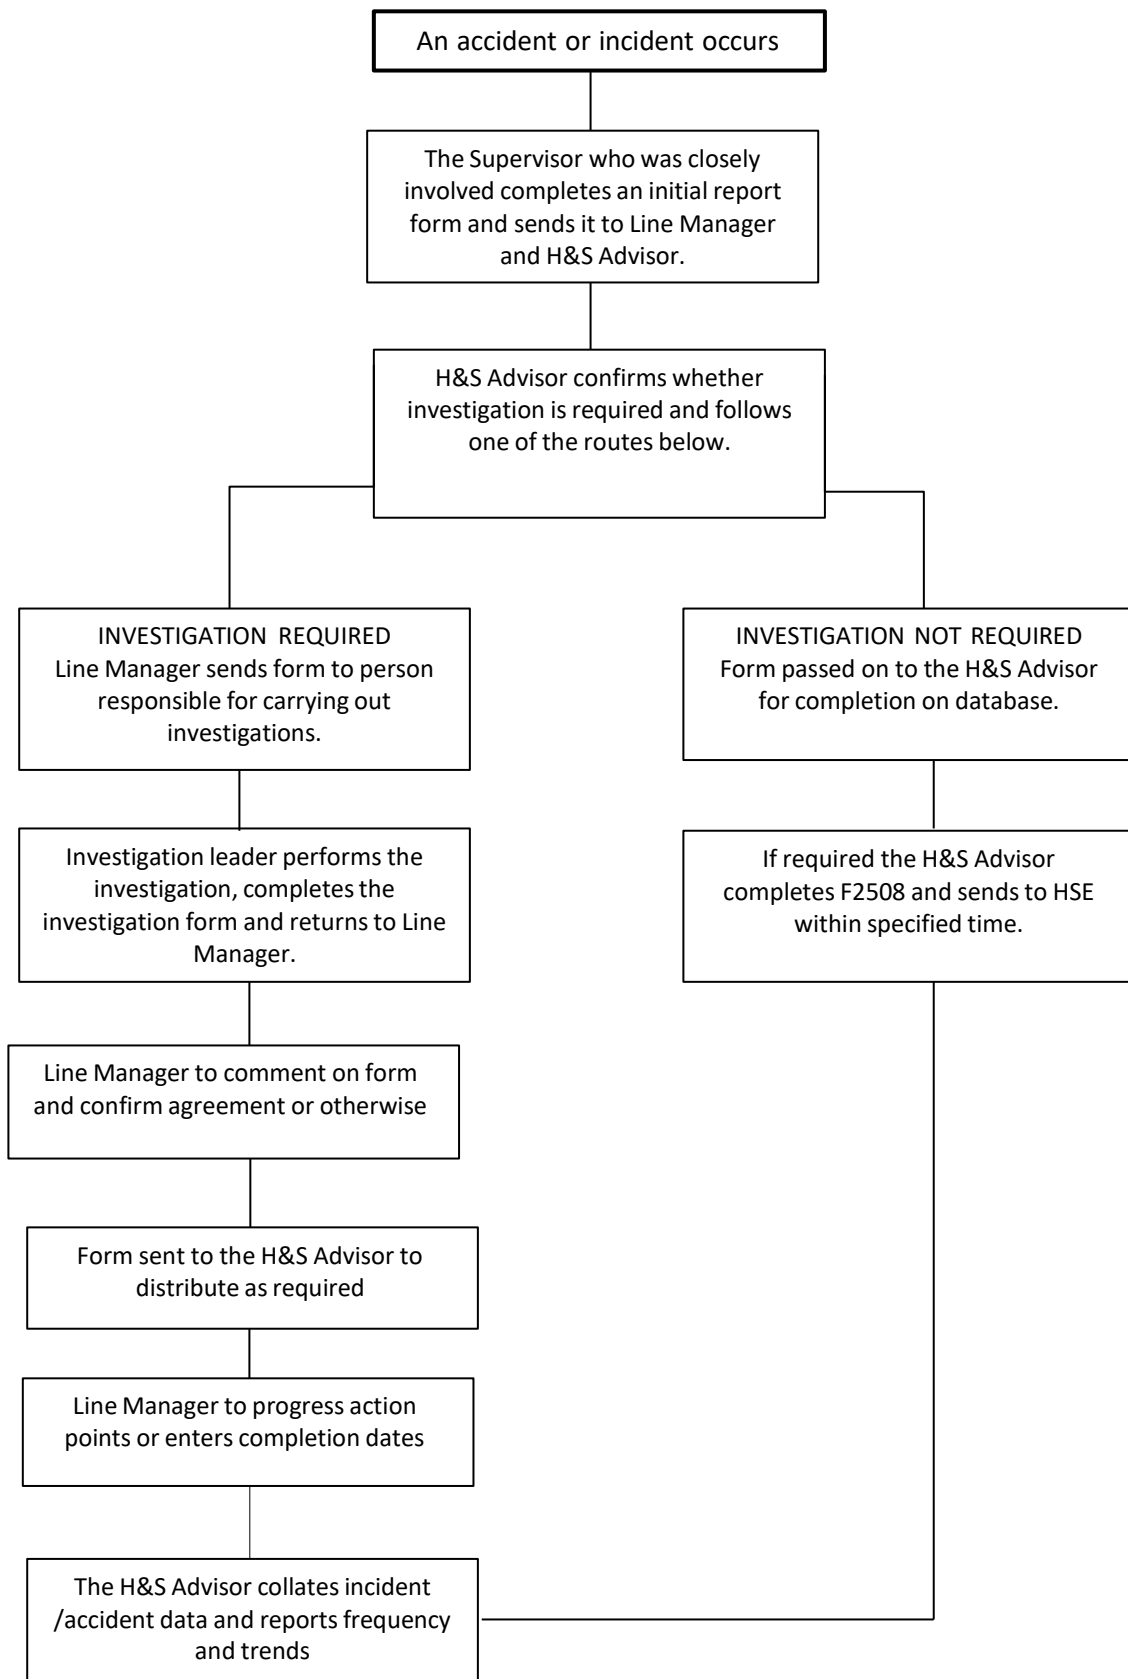 An accident or incident occurs
The Supervisor who was closely
involved completes an initial report
form and sends it to Line Manager
and H&S Advisor.
H&S Advisor confirms whether
investigation is required and follows
one of the routes below.
INVESTIGATION REQUIRED
Line Manager sends form to person
responsible for carrying out
investigations.
Investigation leader performs the
investigation, completes the
investigation form and returns to Line
Manager.
Line Manager to comment on form
and confirm agreement or otherwise
Form sent to the H&S Advisor to
distribute as required
Line Manager to progress action
points or enters completion dates
INVESTIGATION NOT REQUIRED
Form passed on to the H&S Advisor
for completion on database.
If required the H&S Advisor
completes F2508 and sends to HSE
within specified time.
The H&S Advisor collates incident
/accident data and reports frequency
and trends